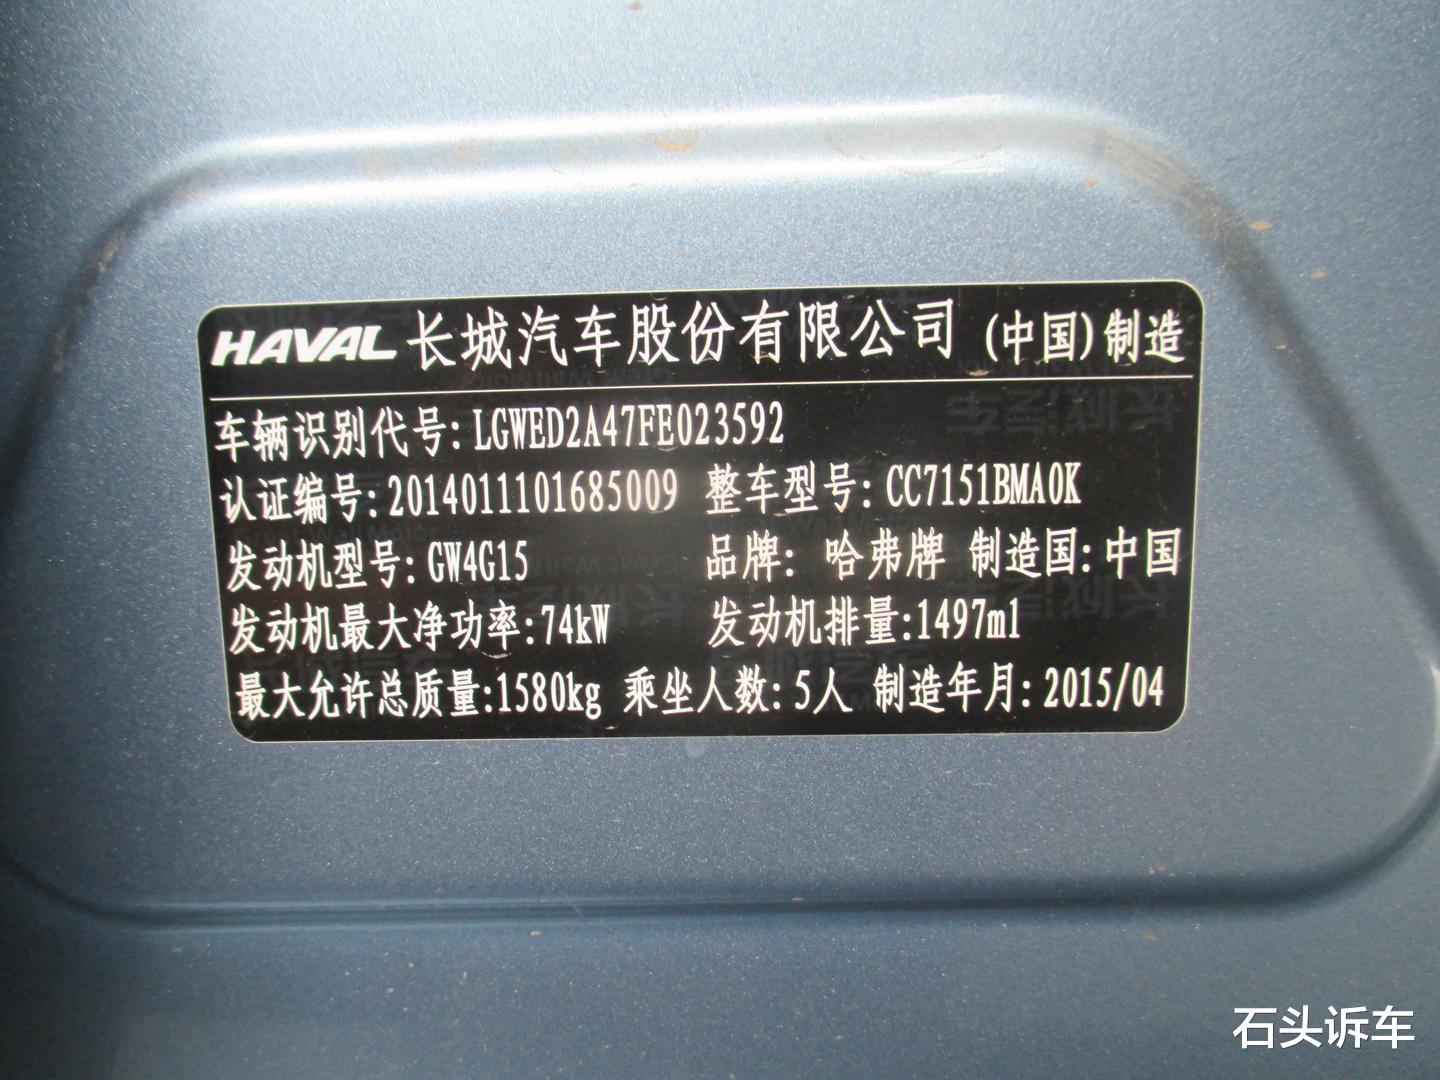 HAVAL 长城汽车股份有限公司 (中国)制造
车辆识别代号:LGWED2A47FE023592
认证编号:2014011101685009 整车型号:CC7151BMA0K
发动机型号:GW4G15 品牌:哈弗牌 制造国:中国
发动机最大净功率:74kW 发动机排量:1497ml
最大允许总质量:1580kg 乘坐人数:5人 制造年月:2015/04
石头诉车